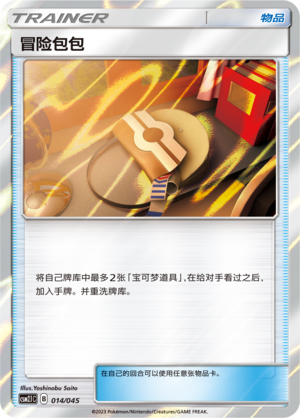 TRAINER 物品
冒险包包
将自己牌库中最多2张「宝可梦道具」,在给对手看过之后,
加入手牌。并重洗牌库。
Illus.Yoshinobu Saito
在自己的回合可以使用任意张物品卡。
CSM2I C B 014/045
©2023 Pokémon/Nintendo/Creatures/GAME FREAK.